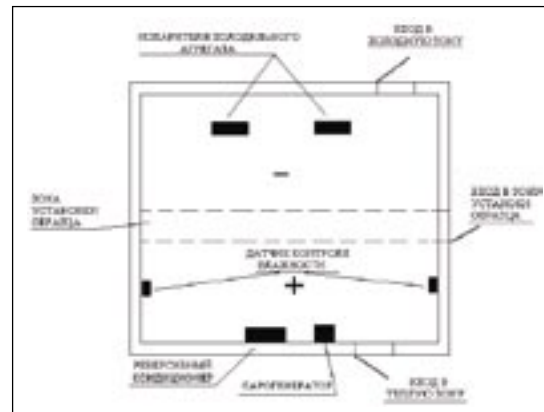 ИСПАРИТЕЛИ ХОЛОДИЛЬНОГО
АГРЕГАТА
ВХОД В
ХОЛОДНУЮ ЗОНУ
ЗОНА
УСТАНОВКИ
ОБРАЗЦА
ВХОД В ЗОНУ
УСТАНОВКИ
ОБРАЗЦА
ДАТЧИК КОНТРОЛЯ
ВЛАЖНОСТИ
РЕВЕРСИВНЫЙ
КОНДИЦИОНЕР
ПАРОГЕНЕРАТОР
ВХОД В
ТЕПЛУЮ ЗОНУ